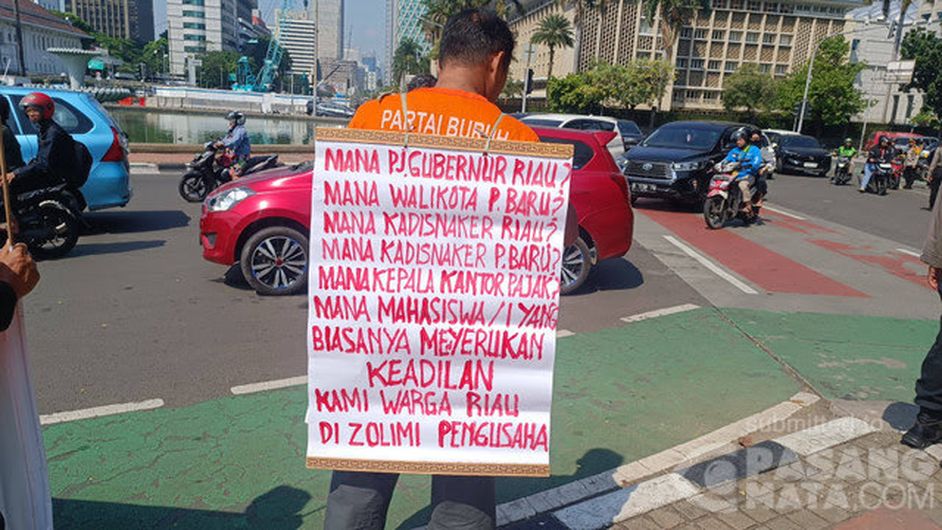 PARTAI BURUH
MANA PJ.GUBERNUR RIAU?
MANA WALIKOTA P. BARU?
MANA KADISNAKER RIAU?
MANA KADISNAKER P. BARU?
MANA KEPALA KANTOR PAJAK?
MANA MAHASISWA/I YANG
BIASANYA MEYERUKAN
KEADILAN
KAMI WARGA RIAU
DI ZOLIMI PENGUSAHA
submitted to
PASANG
MATA.COM